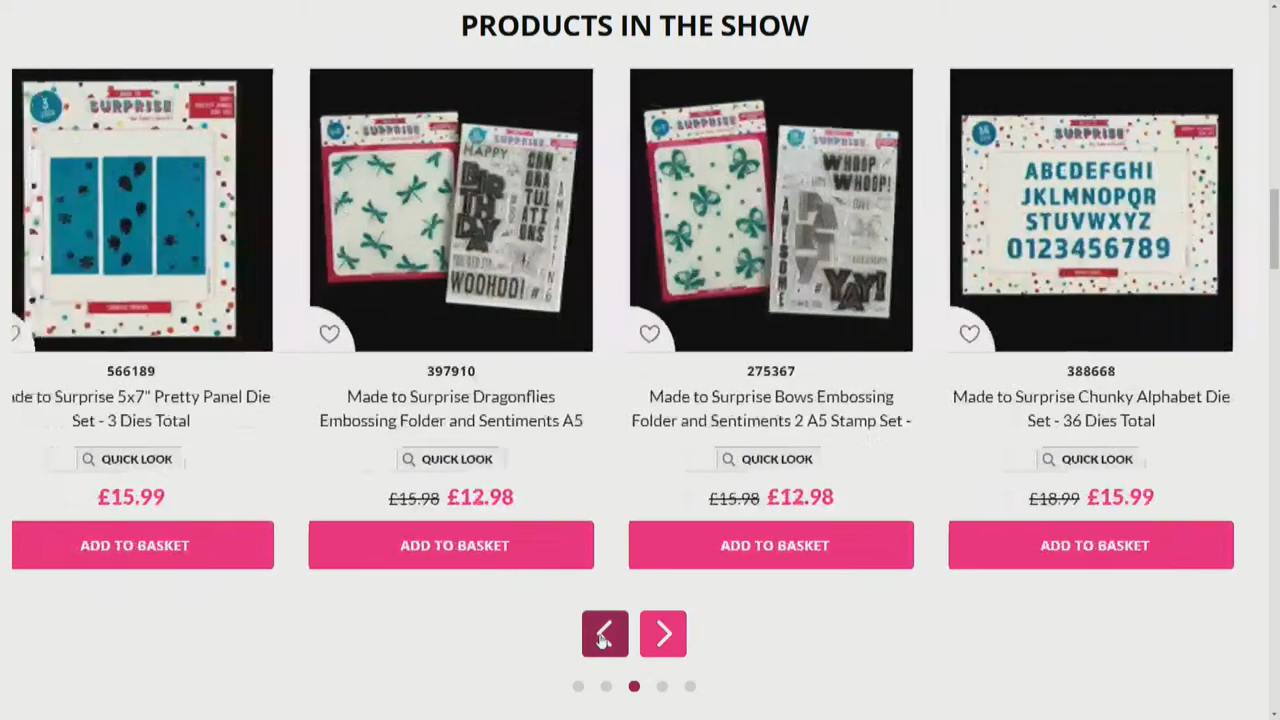 PRODUCTS IN THE SHOW
3
SURPRISE
SURPRISE
HAPPY
BIRTHDAY
CONGRATULATIONS
WOOHOO!
SURPRISE
WHOOP
WHOOP!
AWESOME
PARTY
YAY!
SURPRISE
ABCDEFGHI
JKLMNOPQR
STUVWXYZ
0123456789
566189
ade to Surprise 5x7" Pretty Panel Die
Set - 3 Dies Total
QUICK LOOK
£15.99
ADD TO BASKET
397910
Made to Surprise Dragonflies
Embossing Folder and Sentiments A5
QUICK LOOK
£15.98 £12.98
ADD TO BASKET
275367
Made to Surprise Bows Embossing
Folder and Sentiments 2 A5 Stamp Set -
QUICK LOOK
£15.98 £12.98
ADD TO BASKET
388668
Made to Surprise Chunky Alphabet Die
Set - 36 Dies Total
QUICK LOOK
£18.99 £15.99
ADD TO BASKET